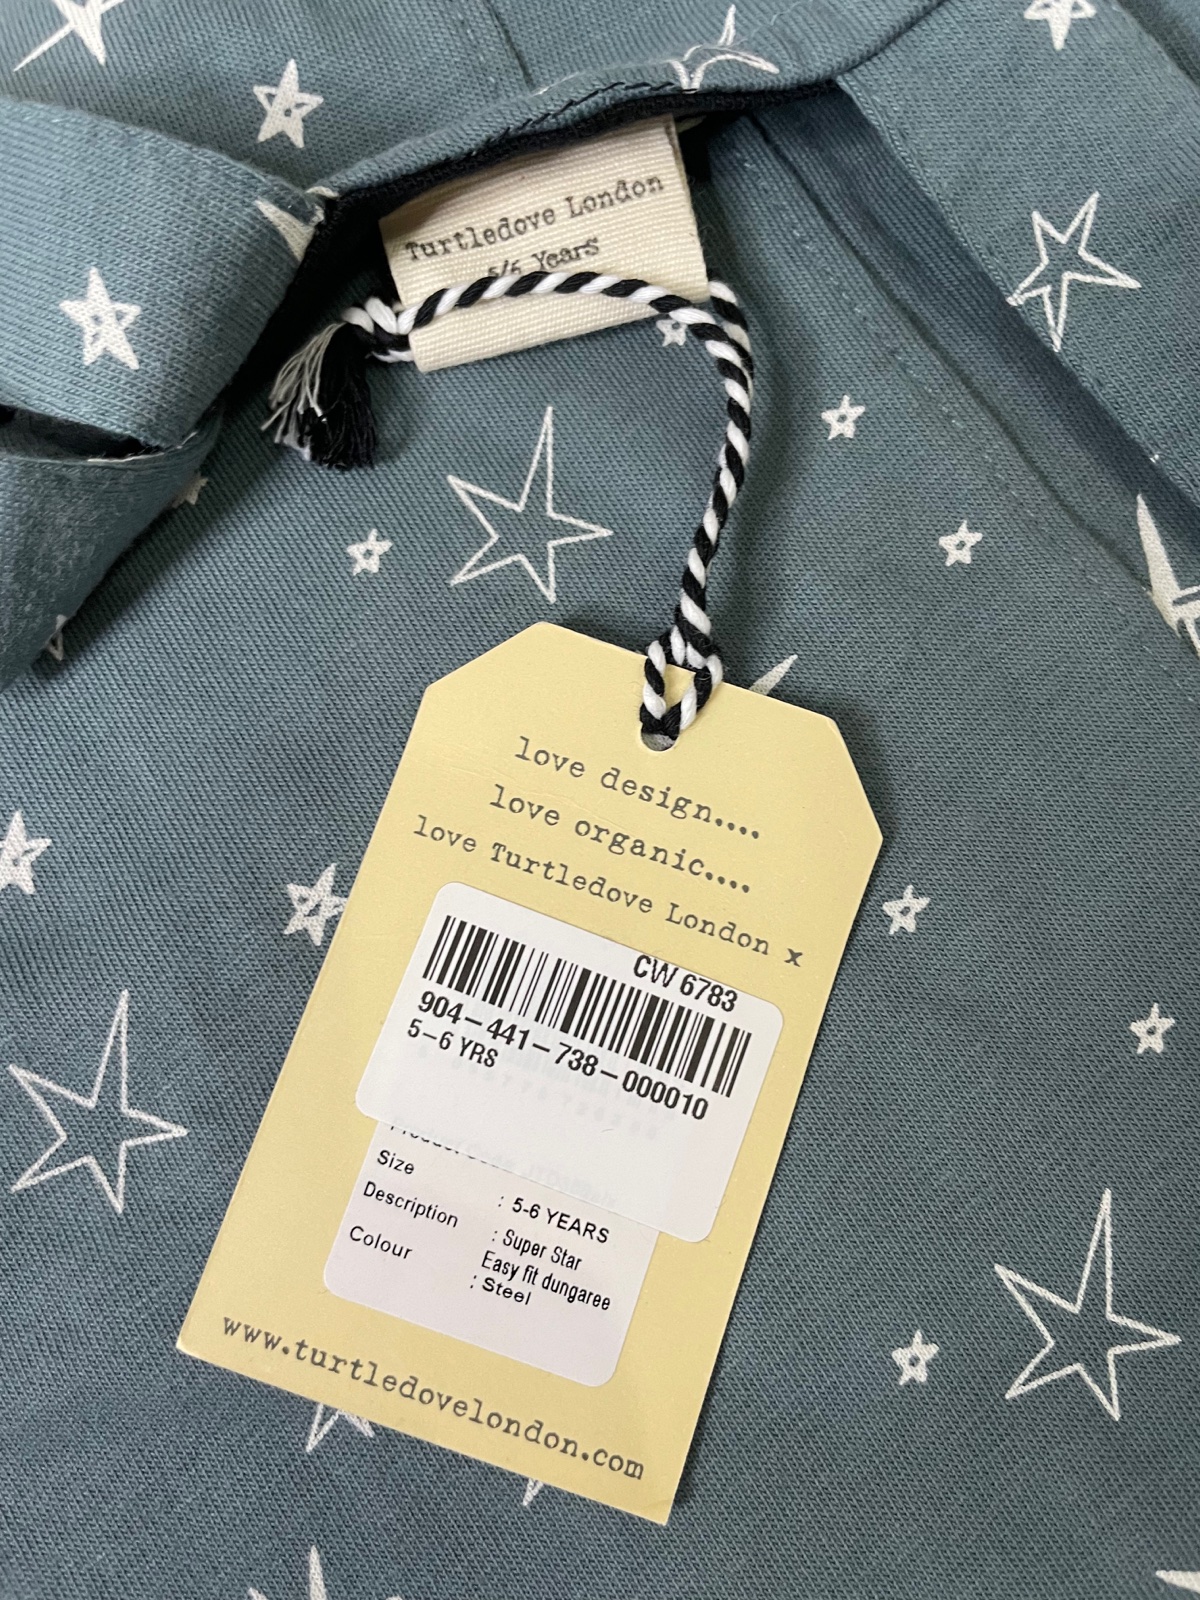 Turtledove London
5/6 Years
love design....
love organic....
love Turtledove London x
CW 6783
904-441-738-000010
5-6 YRS
Size : 5-6 YEARS
Description : Super Star
Easy fit dungaree
Colour : Steel
www.turtledovelondon.com